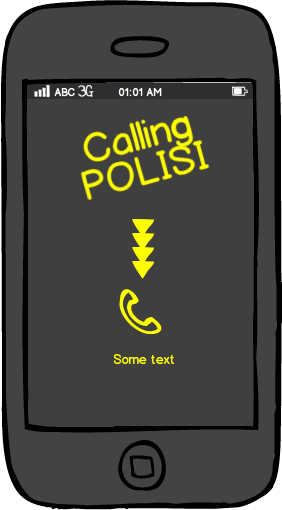 ABC 3G 01:01 AM
Calling
POLISI
Some text